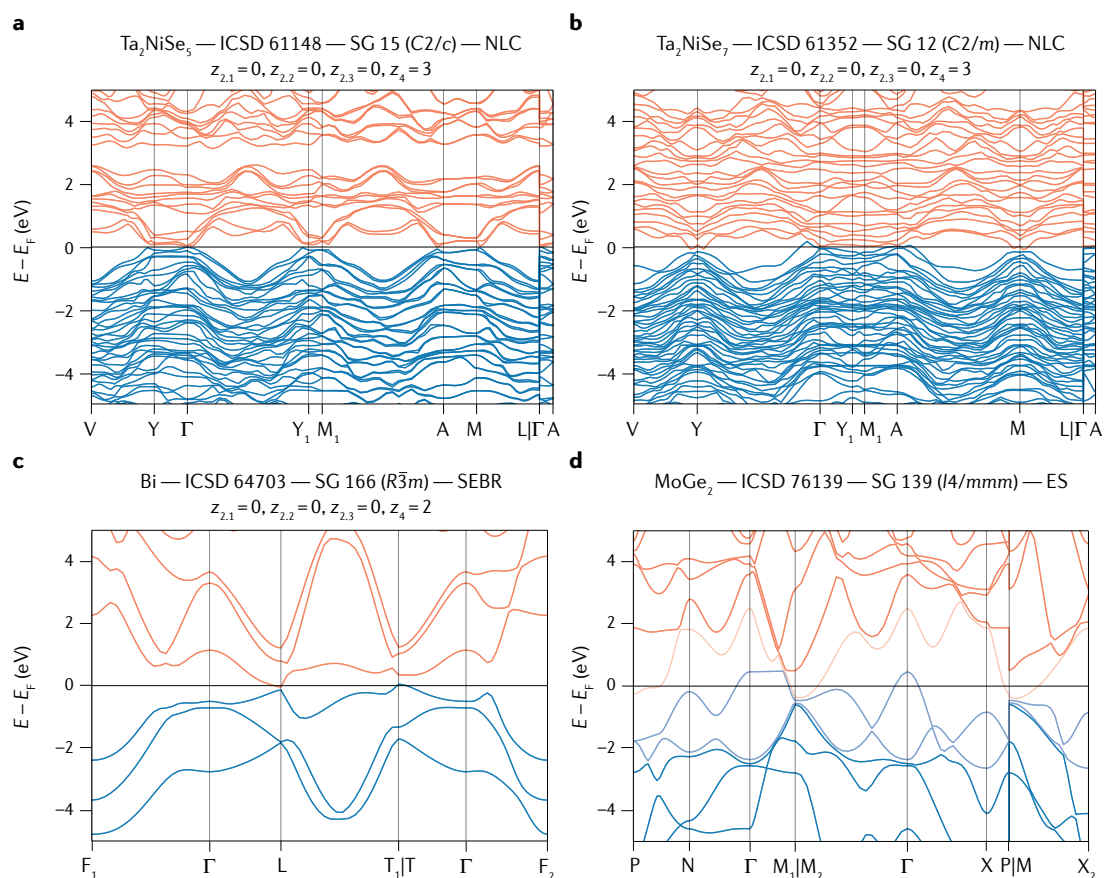 a
Ta₂NiSe₅ — ICSD 61148 — SG 15 (C2/c) — NLC
z₂.₁ = 0, z₂.₂ = 0, z₂.₃ = 0, z₄ = 3
4
2
0
−2
−4
E − E_F (eV)
V Y Γ Y₁ M₁ A M L|Γ A
b
Ta₂NiSe₇ — ICSD 61352 — SG 12 (C2/m) — NLC
z₂.₁ = 0, z₂.₂ = 0, z₂.₃ = 0, z₄ = 3
4
2
0
−2
−4
E − E_F (eV)
V Y Γ Y₁ M₁ A M L|Γ A
c
Bi — ICSD 64703 — SG 166 (R3̅m) — SEBR
z₂.₁ = 0, z₂.₂ = 0, z₂.₃ = 0, z₄ = 2
4
2
0
−2
−4
E − E_F (eV)
F₁ Γ L T₁|T Γ F₂
d
MoGe₂ — ICSD 76139 — SG 139 (I4/mmm) — ES
4
2
0
−2
−4
E − E_F (eV)
P N Γ M₁|M₂ Γ X P|M X₂